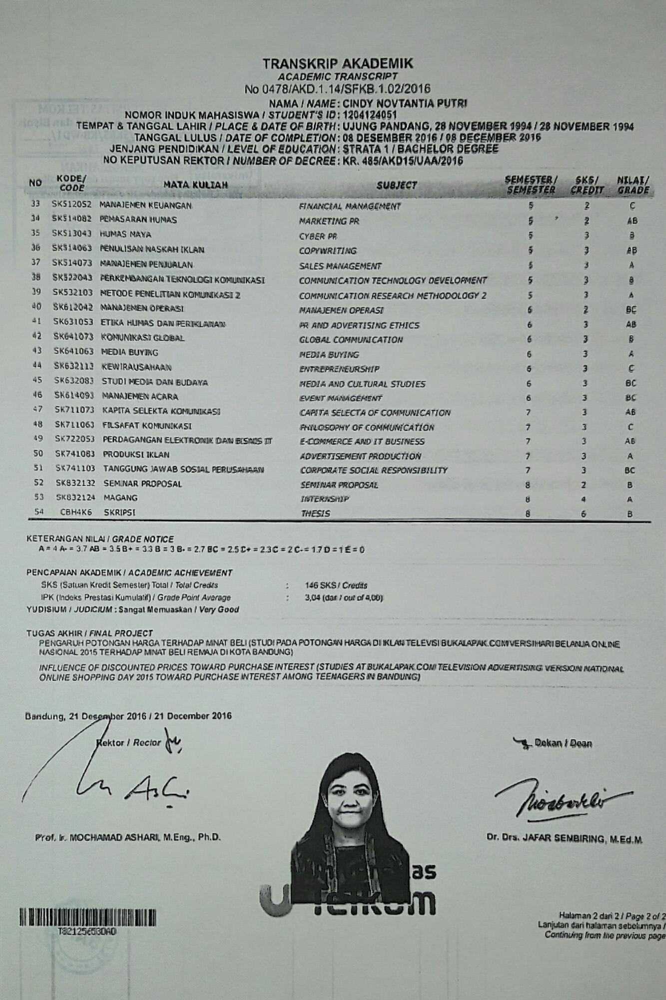 TRANSKRIP AKADEMIK
ACADEMIC TRANSCRIPT
No 0478/AKD.1.14/SFKB.1.02/2016
NAMA / NAME : CINDY NOVTANTIA PUTRI
NOMOR INDUK MAHASISWA / STUDENT'S ID : 1204124051
TEMPAT & TANGGAL LAHIR / PLACE & DATE OF BIRTH : UJUNG PANDANG, 28 NOVEMBER 1994 / 28 NOVEMBER 1994
TANGGAL LULUS / DATE OF COMPLETION : 08 DESEMBER 2016 / 08 DECEMBER 2016
JENJANG PENDIDIKAN / LEVEL OF EDUCATION : STRATA 1 / BACHELOR DEGREE
NO KEPUTUSAN REKTOR / NUMBER OF DECREE : KR. 485/AKD15/UAA/2016
NO KODE/ CODE MATA KULIAH SUBJECT SEMESTER/ SEMESTER SKS/ CREDIT NILAI/ GRADE
33 SK512052 MANAJEMEN KEUANGAN FINANCIAL MANAGEMENT 5 2 C
34 SK514082 PEMASARAN HUMAS MARKETING PR 5 2 AB
35 SK513043 HUMAS MAYA CYBER PR 5 3 B
36 SK514063 PENULISAN NASKAH IKLAN COPYWRITING 5 3 AB
37 SK514073 MANAJEMEN PENJUALAN SALES MANAGEMENT 5 3 A
38 SK522043 PERKEMBANGAN TEKNOLOGI KOMUNIKASI COMMUNICATION TECHNOLOGY DEVELOPMENT 5 3 B
39 SK532103 METODE PENELITIAN KOMUNIKASI 2 COMMUNICATION RESEARCH METHODOLOGY 2 5 3 A
40 SK612042 MANAJEMEN OPERASI MANAJEMEN OPERASI 6 2 BC
41 SK631053 ETIKA HUMAS DAN PERIKLANAN PR AND ADVERTISING ETHICS 6 3 AB
42 SK641073 KOMUNIKASI GLOBAL GLOBAL COMMUNICATION 6 3 B
43 SK641063 MEDIA BUYING MEDIA BUYING 6 3 A
44 SK632113 KEWIRAUSAHAAN ENTREPRENEURSHIP 6 3 C
45 SK632083 STUDI MEDIA DAN BUDAYA MEDIA AND CULTURAL STUDIES 6 3 BC
46 SK614093 MANAJEMEN ACARA EVENT MANAGEMENT 6 3 BC
47 SK711073 KAPITA SELEKTA KOMUNIKASI CAPITA SELECTA OF COMMUNICATION 7 3 AB
48 SK711063 FILSAFAT KOMUNIKASI PHILOSOPHY OF COMMUNICATION 7 3 C
49 SK722053 PERDAGANGAN ELEKTRONIK DAN BISNIS IT E-COMMERCE AND IT BUSINESS 7 3 AB
50 SK741083 PRODUKSI IKLAN ADVERTISEMENT PRODUCTION 7 3 A
51 SK741103 TANGGUNG JAWAB SOSIAL PERUSAHAAN CORPORATE SOCIAL RESPONSIBILITY 7 3 BC
52 SK832132 SEMINAR PROPOSAL SEMINAR PROPOSAL 8 2 B
53 SK832124 MAGANG INTERNSHIP 8 4 A
54 CBH4K6 SKRIPSI THESIS 8 6 B
KETERANGAN NILAI / GRADE NOTICE
A = 4 A- = 3.7 AB = 3.5 B+ = 3.3 B = 3 B- = 2.7 BC = 2.5 C+ = 2.3 C = 2 C- = 1.7 D = 1 E = 0
PENCAPAIAN AKADEMIK / ACADEMIC ACHIEVEMENT
SKS (Satuan Kredit Semester) Total / Total Credits : 146 SKS / Credits
IPK (Indeks Prestasi Kumulatif) / Grade Point Average : 3,04 (dari / out of 4,00)
YUDISIUM / JUDICIUM : Sangat Memuaskan / Very Good
TUGAS AKHIR / FINAL PROJECT
PENGARUH POTONGAN HARGA TERHADAP MINAT BELI (STUDI PADA POTONGAN HARGA DI IKLAN TELEVISI BUKALAPAK.COM VERSI HARI BELANJA ONLINE
NASIONAL 2015 TERHADAP MINAT BELI REMAJA DI KOTA BANDUNG)
INFLUENCE OF DISCOUNTED PRICES TOWARD PURCHASE INTEREST (STUDIES AT BUKALAPAK.COM TELEVISION ADVERTISING VERSION NATIONAL
ONLINE SHOPPING DAY 2015 TOWARD PURCHASE INTEREST AMONG TEENAGERS IN BANDUNG)
Bandung, 21 Desember 2016 / 21 December 2016
Rektor / Rector
Dekan / Dean
Prof. Ir. MOCHAMAD ASHARI, M.Eng., Ph.D.
Dr. Drs. JAFAR SEMBIRING, M.Ed.M
as
Telkom
Halaman 2 dari 2 / Page 2 of 2
Lanjutan dari halaman sebelumnya /
Continuing from the previous page